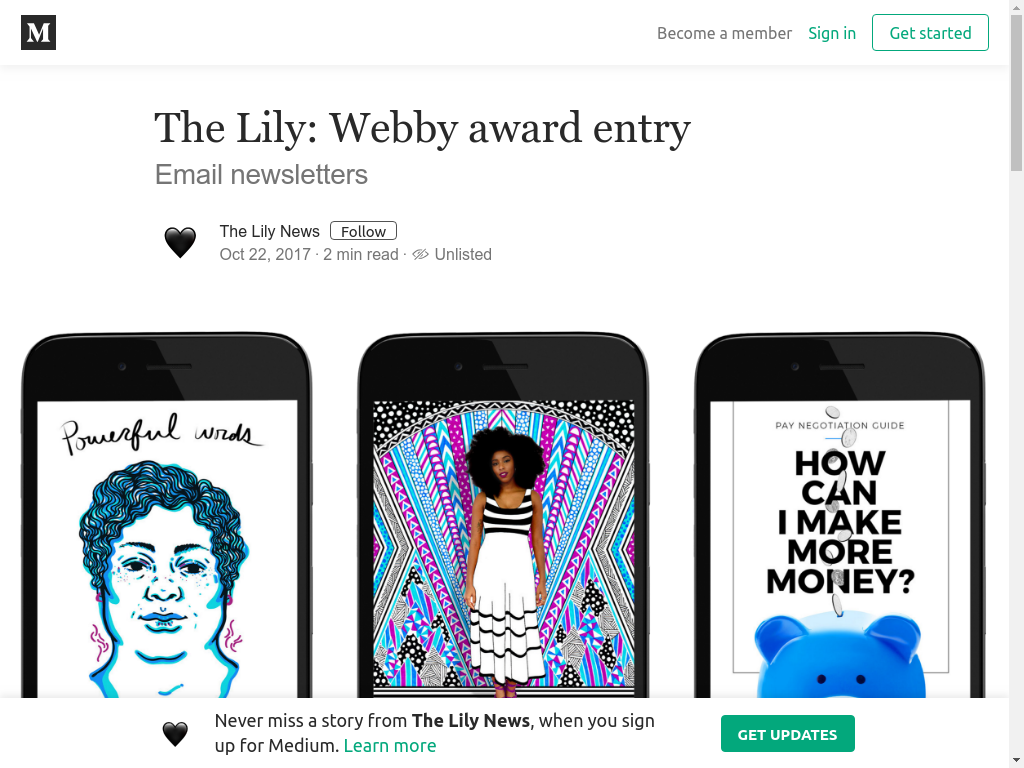 M
Become a member Sign in Get started
The Lily: Webby award entry
Email newsletters
The Lily News Follow
Oct 22, 2017 · 2 min read · Unlisted
Powerful words
PAY NEGOTIATION GUIDE
HOW
CAN
I MAKE
MORE
MONEY?
Never miss a story from The Lily News, when you sign
up for Medium. Learn more
GET UPDATES